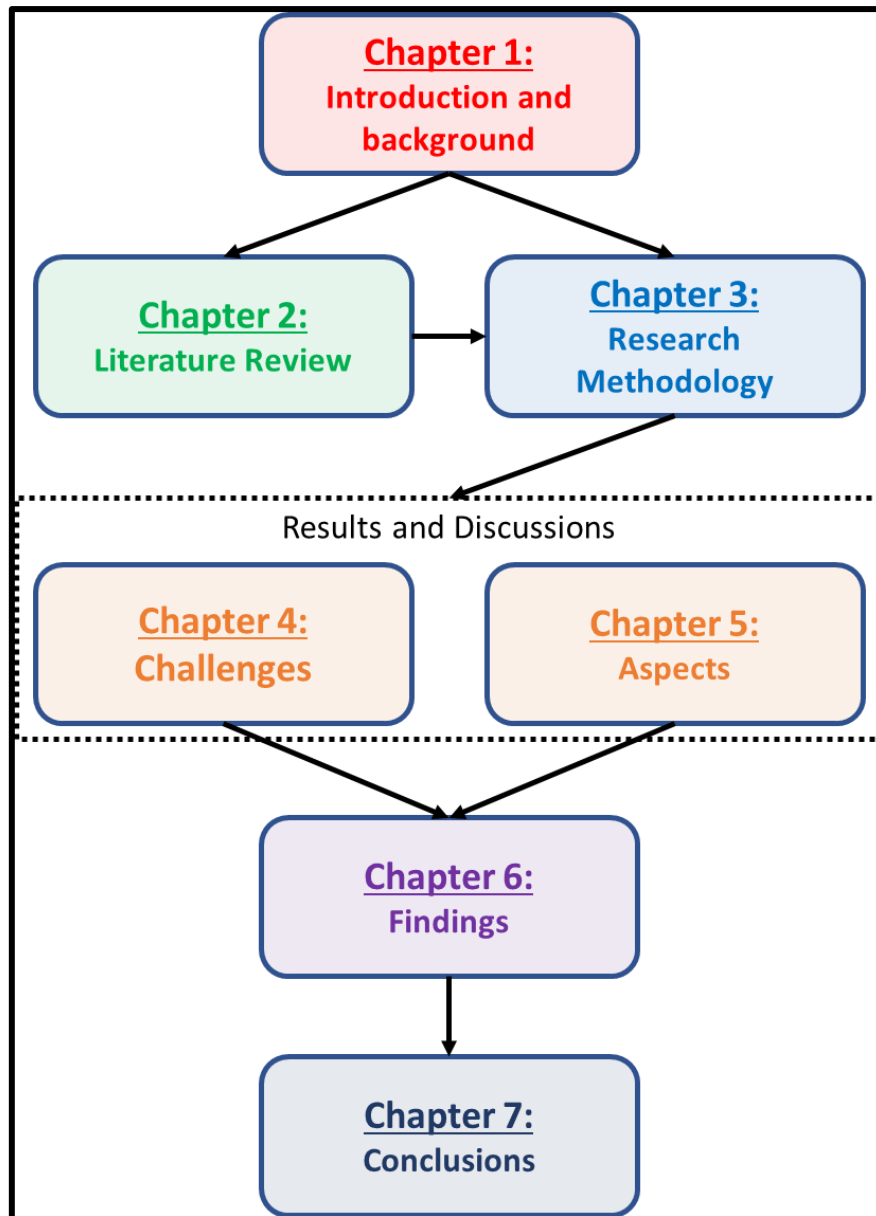 Chapter 1:
Introduction and
background
Chapter 2:
Literature Review
Chapter 3:
Research
Methodology
Results and Discussions
Chapter 4:
Challenges
Chapter 5:
Aspects
Chapter 6:
Findings
Chapter 7:
Conclusions